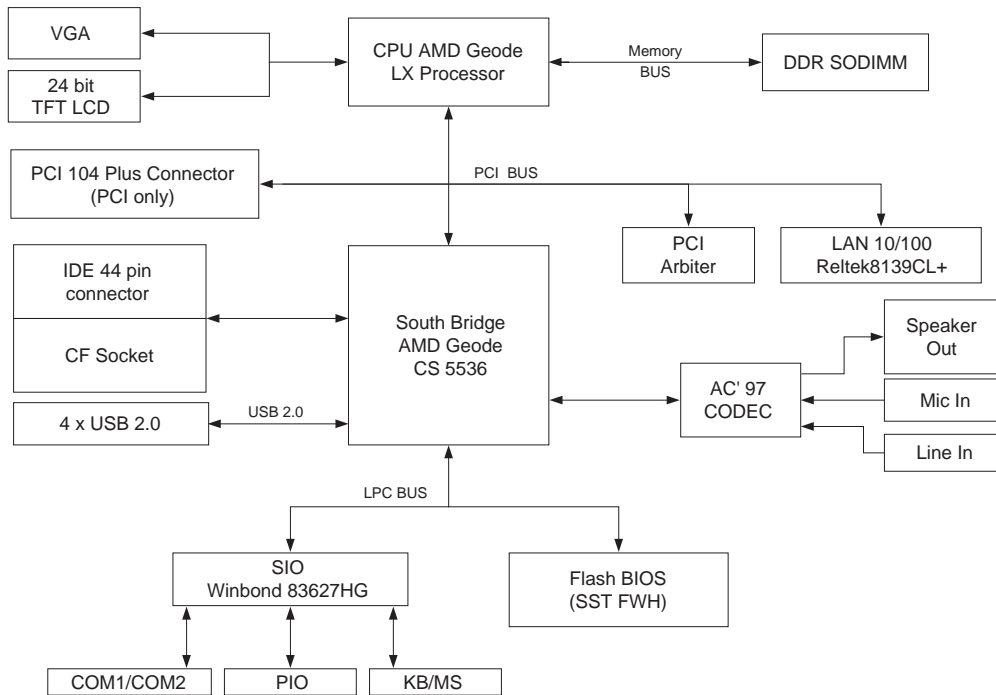 VGA
24 bit
TFT LCD
CPU AMD Geode
LX Processor
Memory
BUS
DDR SODIMM
PCI 104 Plus Connector
(PCI only)
PCI BUS
PCI
Arbiter
LAN 10/100
Reltek8139CL+
IDE 44 pin
connector
CF Socket
South Bridge
AMD Geode
CS 5536
Speaker
Out
AC' 97
CODEC
Mic In
Line In
4 x USB 2.0
USB 2.0
LPC BUS
SIO
Winbond 83627HG
Flash BIOS
(SST FWH)
COM1/COM2
PIO
KB/MS